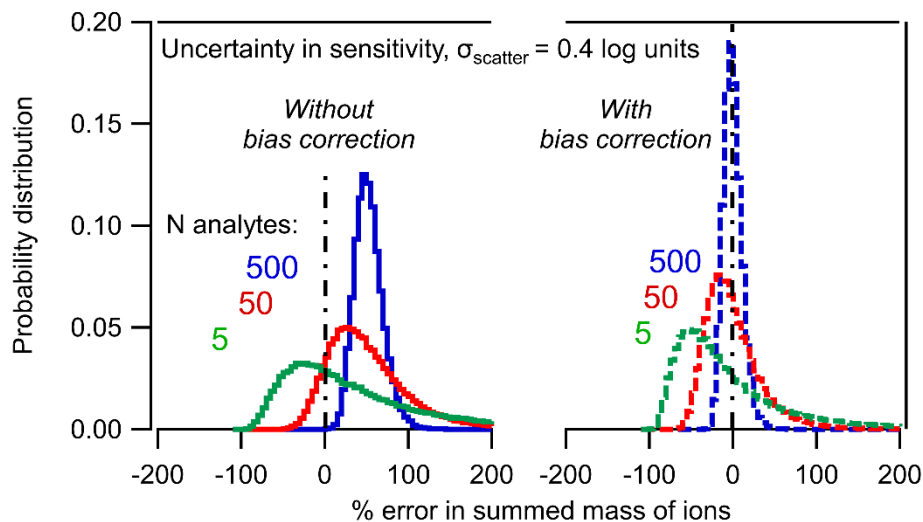 Uncertainty in sensitivity, σscatter = 0.4 log units
Without
bias correction
With
bias correction
N analytes:
500
50
5
500
50
5
Probability distribution
0.20
0.15
0.10
0.05
0.00
-200 -100 0 100 200
-200 -100 0 100 200
% error in summed mass of ions